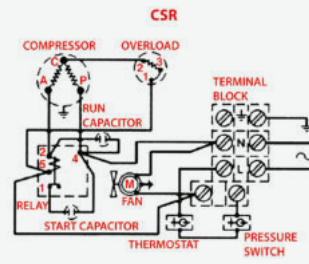 CSR
COMPRESSOR OVERLOAD
C
3
2
1
A P
TERMINAL
BLOCK
RUN
CAPACITOR
2
5
4
1
N
L
M
FAN
RELAY
START CAPACITOR
THERMOSTAT
PRESSURE
SWITCH